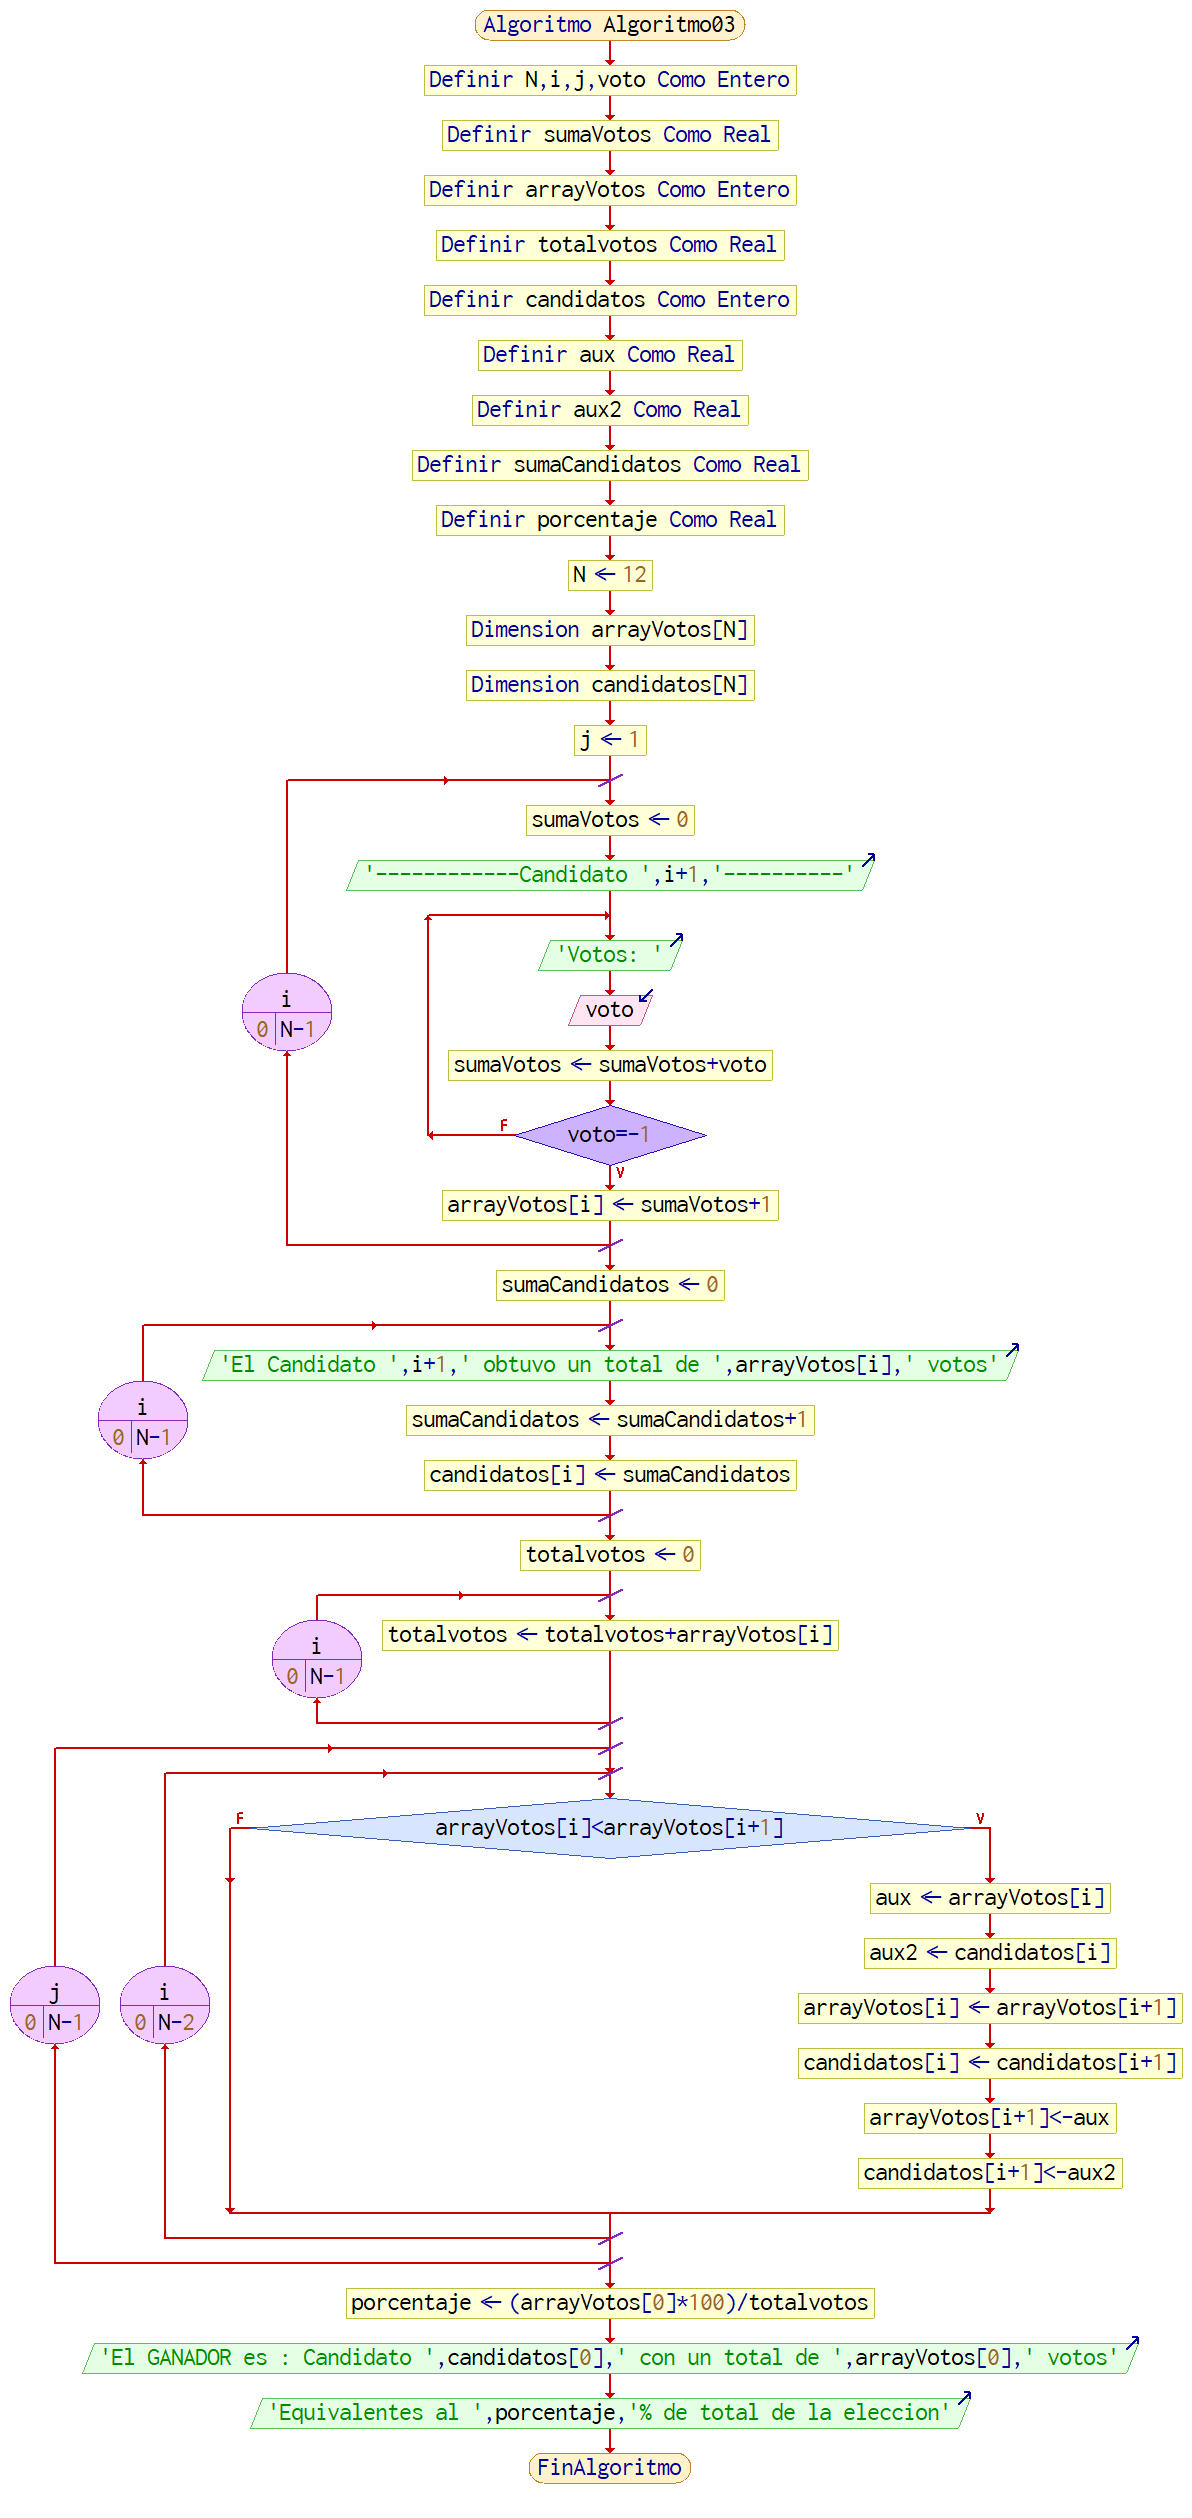 Algoritmo Algoritmo03
Definir N,i,j,voto Como Entero
Definir sumaVotos Como Real
Definir arrayVotos Como Entero
Definir totalvotos Como Real
Definir candidatos Como Entero
Definir aux Como Real
Definir aux2 Como Real
Definir sumaCandidatos Como Real
Definir porcentaje Como Real
N ← 12
Dimension arrayVotos[N]
Dimension candidatos[N]
j ← 1
sumaVotos ← 0
'------------Candidato ',i+1,'----------'
'Votos: '
i
0 N-1
voto
sumaVotos ← sumaVotos+voto
F
voto=-1
V
arrayVotos[i] ← sumaVotos+1
sumaCandidatos ← 0
'El Candidato ',i+1,' obtuvo un total de ',arrayVotos[i],' votos'
i
0 N-1
sumaCandidatos ← sumaCandidatos+1
candidatos[i] ← sumaCandidatos
totalvotos ← 0
totalvotos ← totalvotos+arrayVotos[i]
i
0 N-1
F
V
arrayVotos[i]<arrayVotos[i+1]
aux ← arrayVotos[i]
aux2 ← candidatos[i]
j
0 N-1
i
0 N-2
arrayVotos[i] ← arrayVotos[i+1]
candidatos[i] ← candidatos[i+1]
arrayVotos[i+1]<-aux
candidatos[i+1]<-aux2
porcentaje ← (arrayVotos[0]*100)/totalvotos
'El GANADOR es : Candidato ',candidatos[0],' con un total de ',arrayVotos[0],' votos'
'Equivalentes al ',porcentaje,'% de total de la eleccion'
FinAlgoritmo